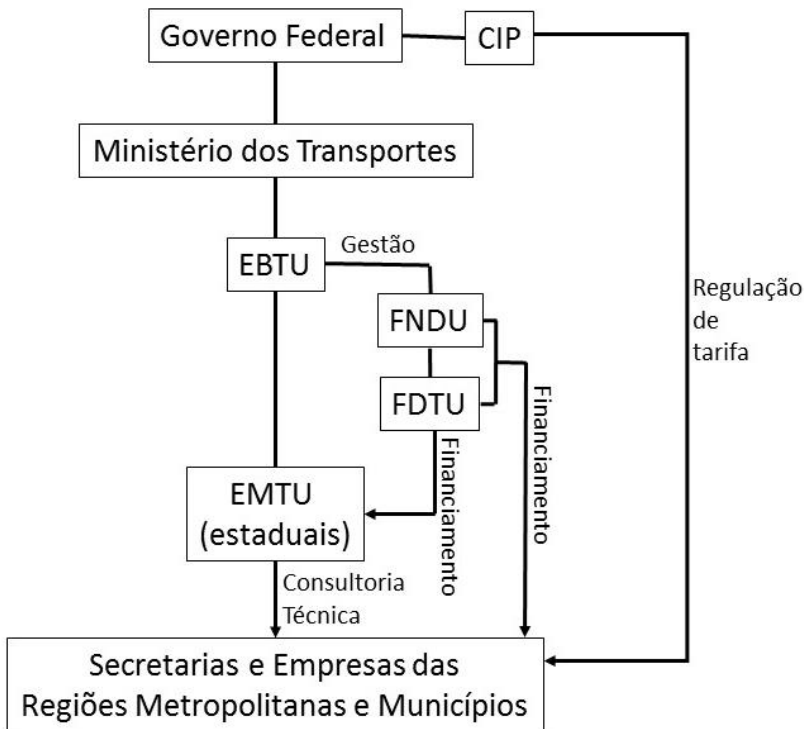 Governo Federal
CIP
Ministério dos Transportes
EBTU
Gestão
FNDU
FDTU
Regulação
de
tarifa
Financiamento
Financiamento
EMTU
(estaduais)
Consultoria
Técnica
Secretarias e Empresas das
Regiões Metropolitanas e Municípios